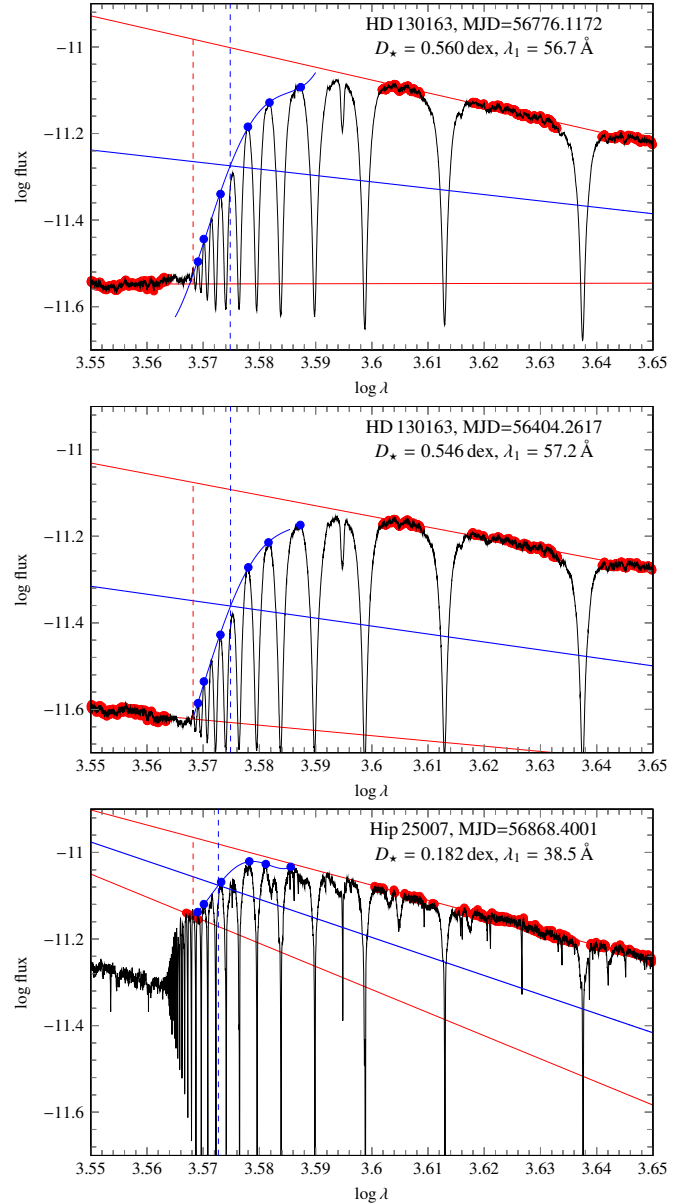 HD 130163, MJD=56776.1172
D⋆ = 0.560 dex, λ1 = 56.7 Å
−11
−11.2
−11.4
−11.6
log flux
3.55 3.56 3.57 3.58 3.59 3.6 3.61 3.62 3.63 3.64 3.65
log λ
HD 130163, MJD=56404.2617
D⋆ = 0.546 dex, λ1 = 57.2 Å
−11
−11.2
−11.4
−11.6
log flux
3.55 3.56 3.57 3.58 3.59 3.6 3.61 3.62 3.63 3.64 3.65
log λ
Hip 25007, MJD=56868.4001
D⋆ = 0.182 dex, λ1 = 38.5 Å
−11
−11.2
−11.4
−11.6
log flux
3.55 3.56 3.57 3.58 3.59 3.6 3.61 3.62 3.63 3.64 3.65
log λ